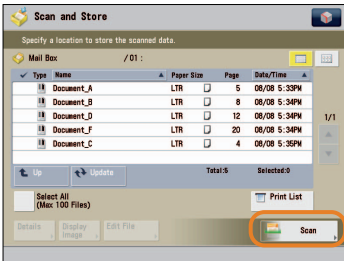 Scan and Store
Specify a location to store the scanned data.
Mail Box / 01 :
Type Name Paper Size Page Date/Time
Document_A LTR 5 08/08 5:33PM
Document_B LTR 8 08/08 5:34PM
Document_D LTR 12 08/08 5:34PM
Document_F LTR 20 08/08 5:34PM
Document_C LTR 4 08/08 5:35PM
1/1
Up Update Total:5 Selected:0
Select All
(Max 100 Files)
Print List
Details Display
Image
Edit File
Scan